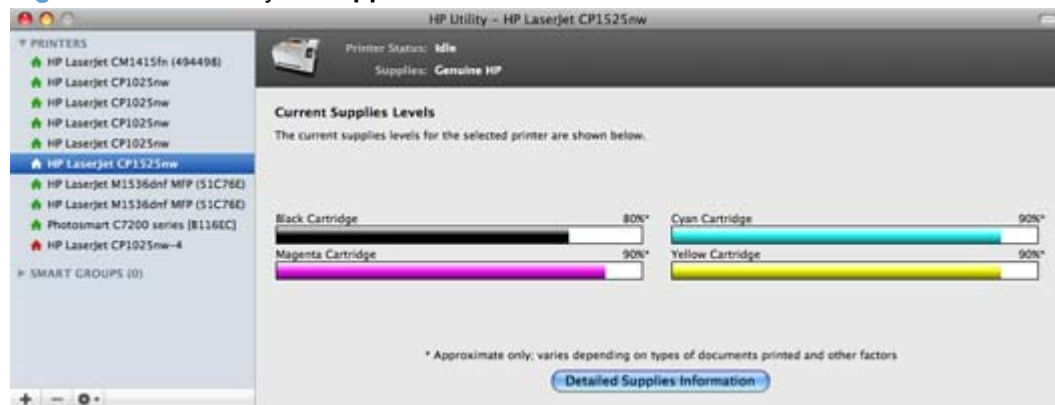 HP Utility – HP LaserJet CP1525nw
PRINTERS
HP LaserJet CM1415fn (494498)
HP LaserJet CP1025nw
HP LaserJet CP1025nw
HP LaserJet CP1025nw
HP LaserJet CP1025nw
HP LaserJet CP1525nw
HP LaserJet M1536dnf MFP (51C76E)
HP LaserJet M1536dnf MFP (51C76E)
Photosmart C7200 series [B116EC]
HP LaserJet CP1025nw-4
SMART GROUPS (0)
Printer Status: Idle
Supplies: Genuine HP
Current Supplies Levels
The current supplies levels for the selected printer are shown below.
Black Cartridge 80%*
Cyan Cartridge 90%*
Magenta Cartridge 90%*
Yellow Cartridge 90%*
* Approximate only; varies depending on types of documents printed and other factors
Detailed Supplies Information